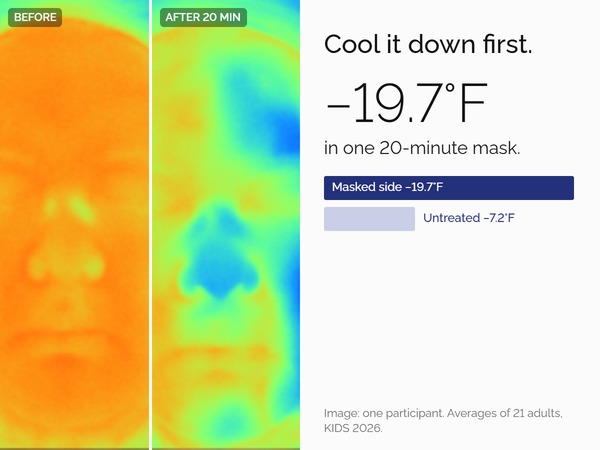 BEFORE
AFTER 20 MIN
Cool it down first.
–19.7°F
in one 20-minute mask.
Masked side –19.7°F
Untreated –7.2°F
Image: one participant. Averages of 21 adults,
KIDS 2026.